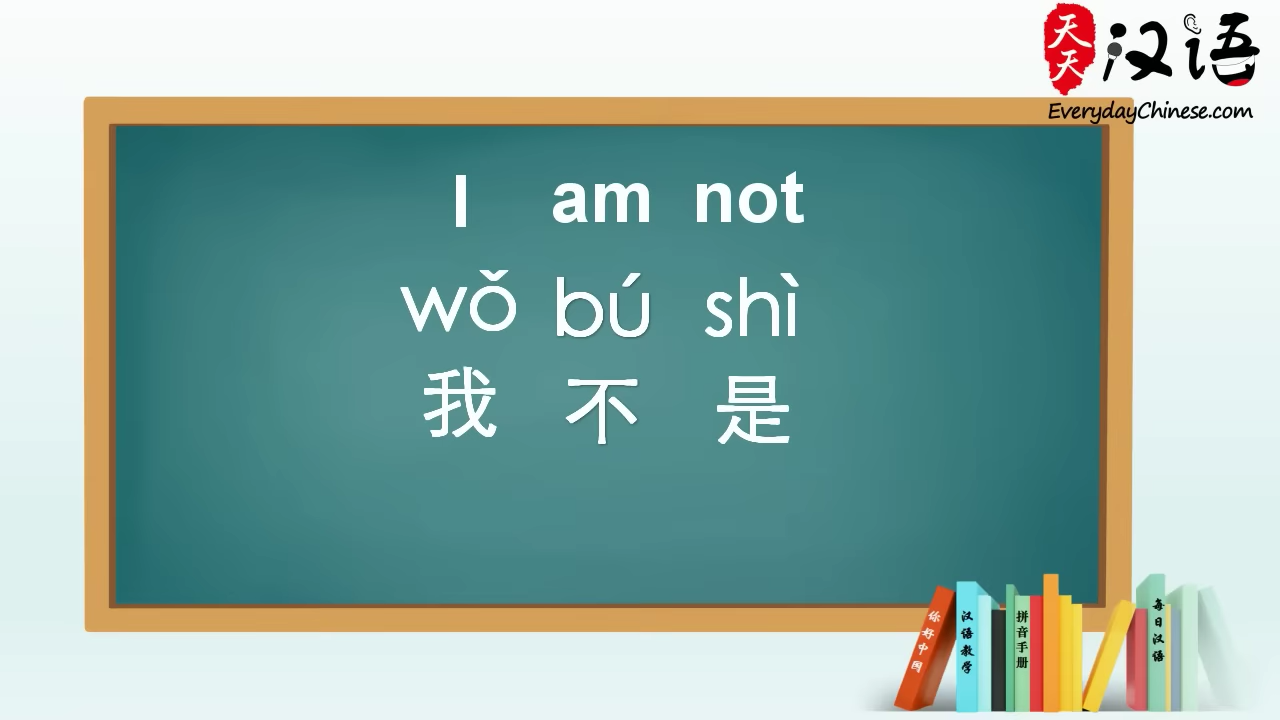 天天 汉语
EverydayChinese.com
I am not
wǒ bú shì
我 不 是
你好中国
汉语教学
拼音手册
每日汉语